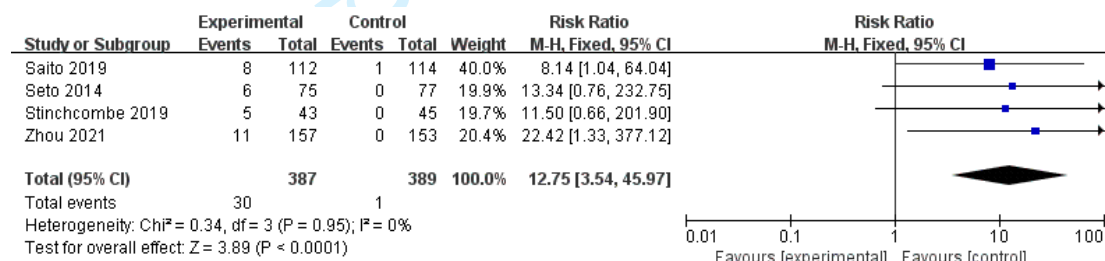 Experimental Control Risk Ratio Risk Ratio
Study or Subgroup Events Total Events Total Weight M-H, Fixed, 95% CI M-H, Fixed, 95% CI
Saito 2019 8 112 1 114 40.0% 8.14 [1.04, 64.04]
Seto 2014 6 75 0 77 19.9% 13.34 [0.76, 232.75]
Stinchcombe 2019 5 43 0 45 19.7% 11.50 [0.66, 201.90]
Zhou 2021 11 157 0 153 20.4% 22.42 [1.33, 377.12]
Total (95% CI) 387 389 100.0% 12.75 [3.54, 45.97]
Total events 30 1
Heterogeneity: Chi² = 0.34, df = 3 (P = 0.95); I² = 0%
Test for overall effect: Z = 3.89 (P < 0.0001)
0.01 0.1 1 10 100
Favours [experimental] Favours [control]